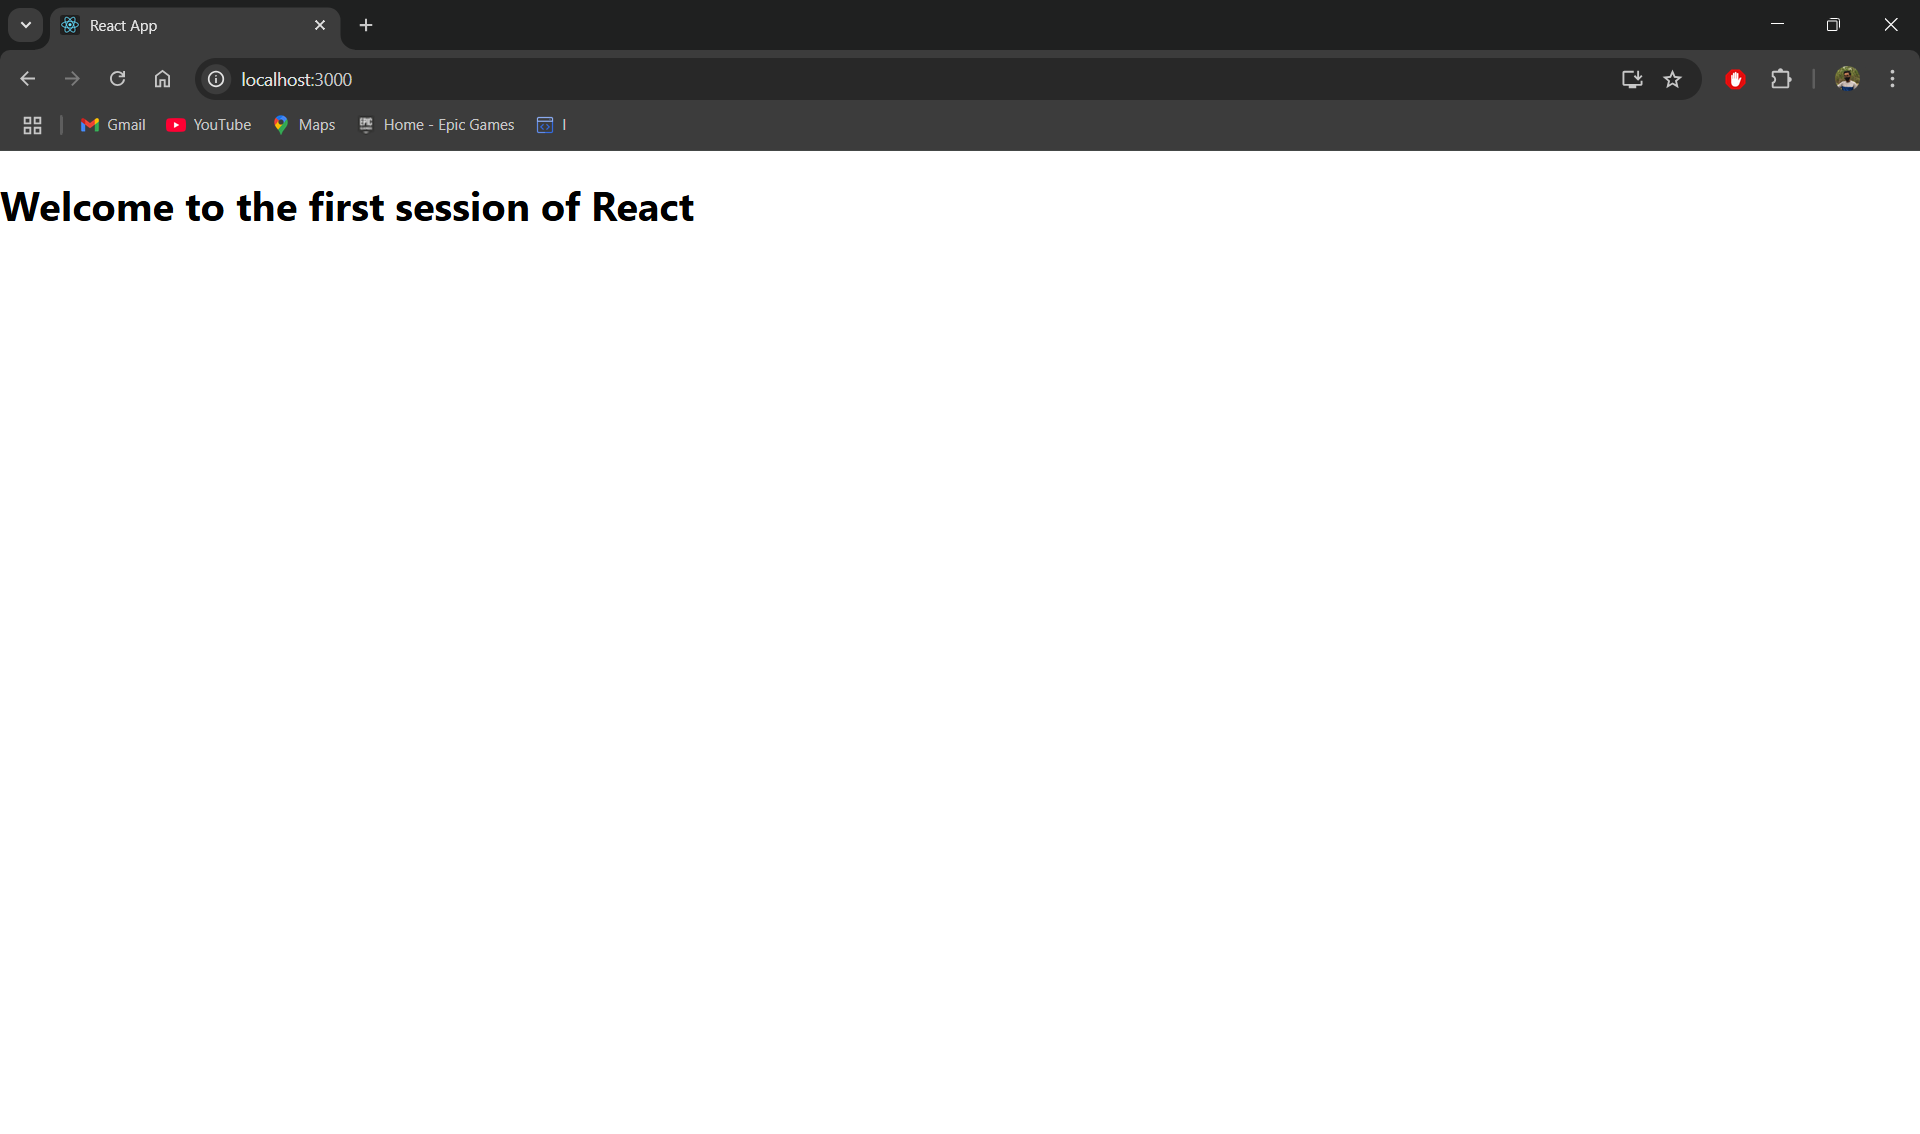 React App
localhost:3000
Gmail YouTube Maps Home - Epic Games I
Welcome to the first session of React